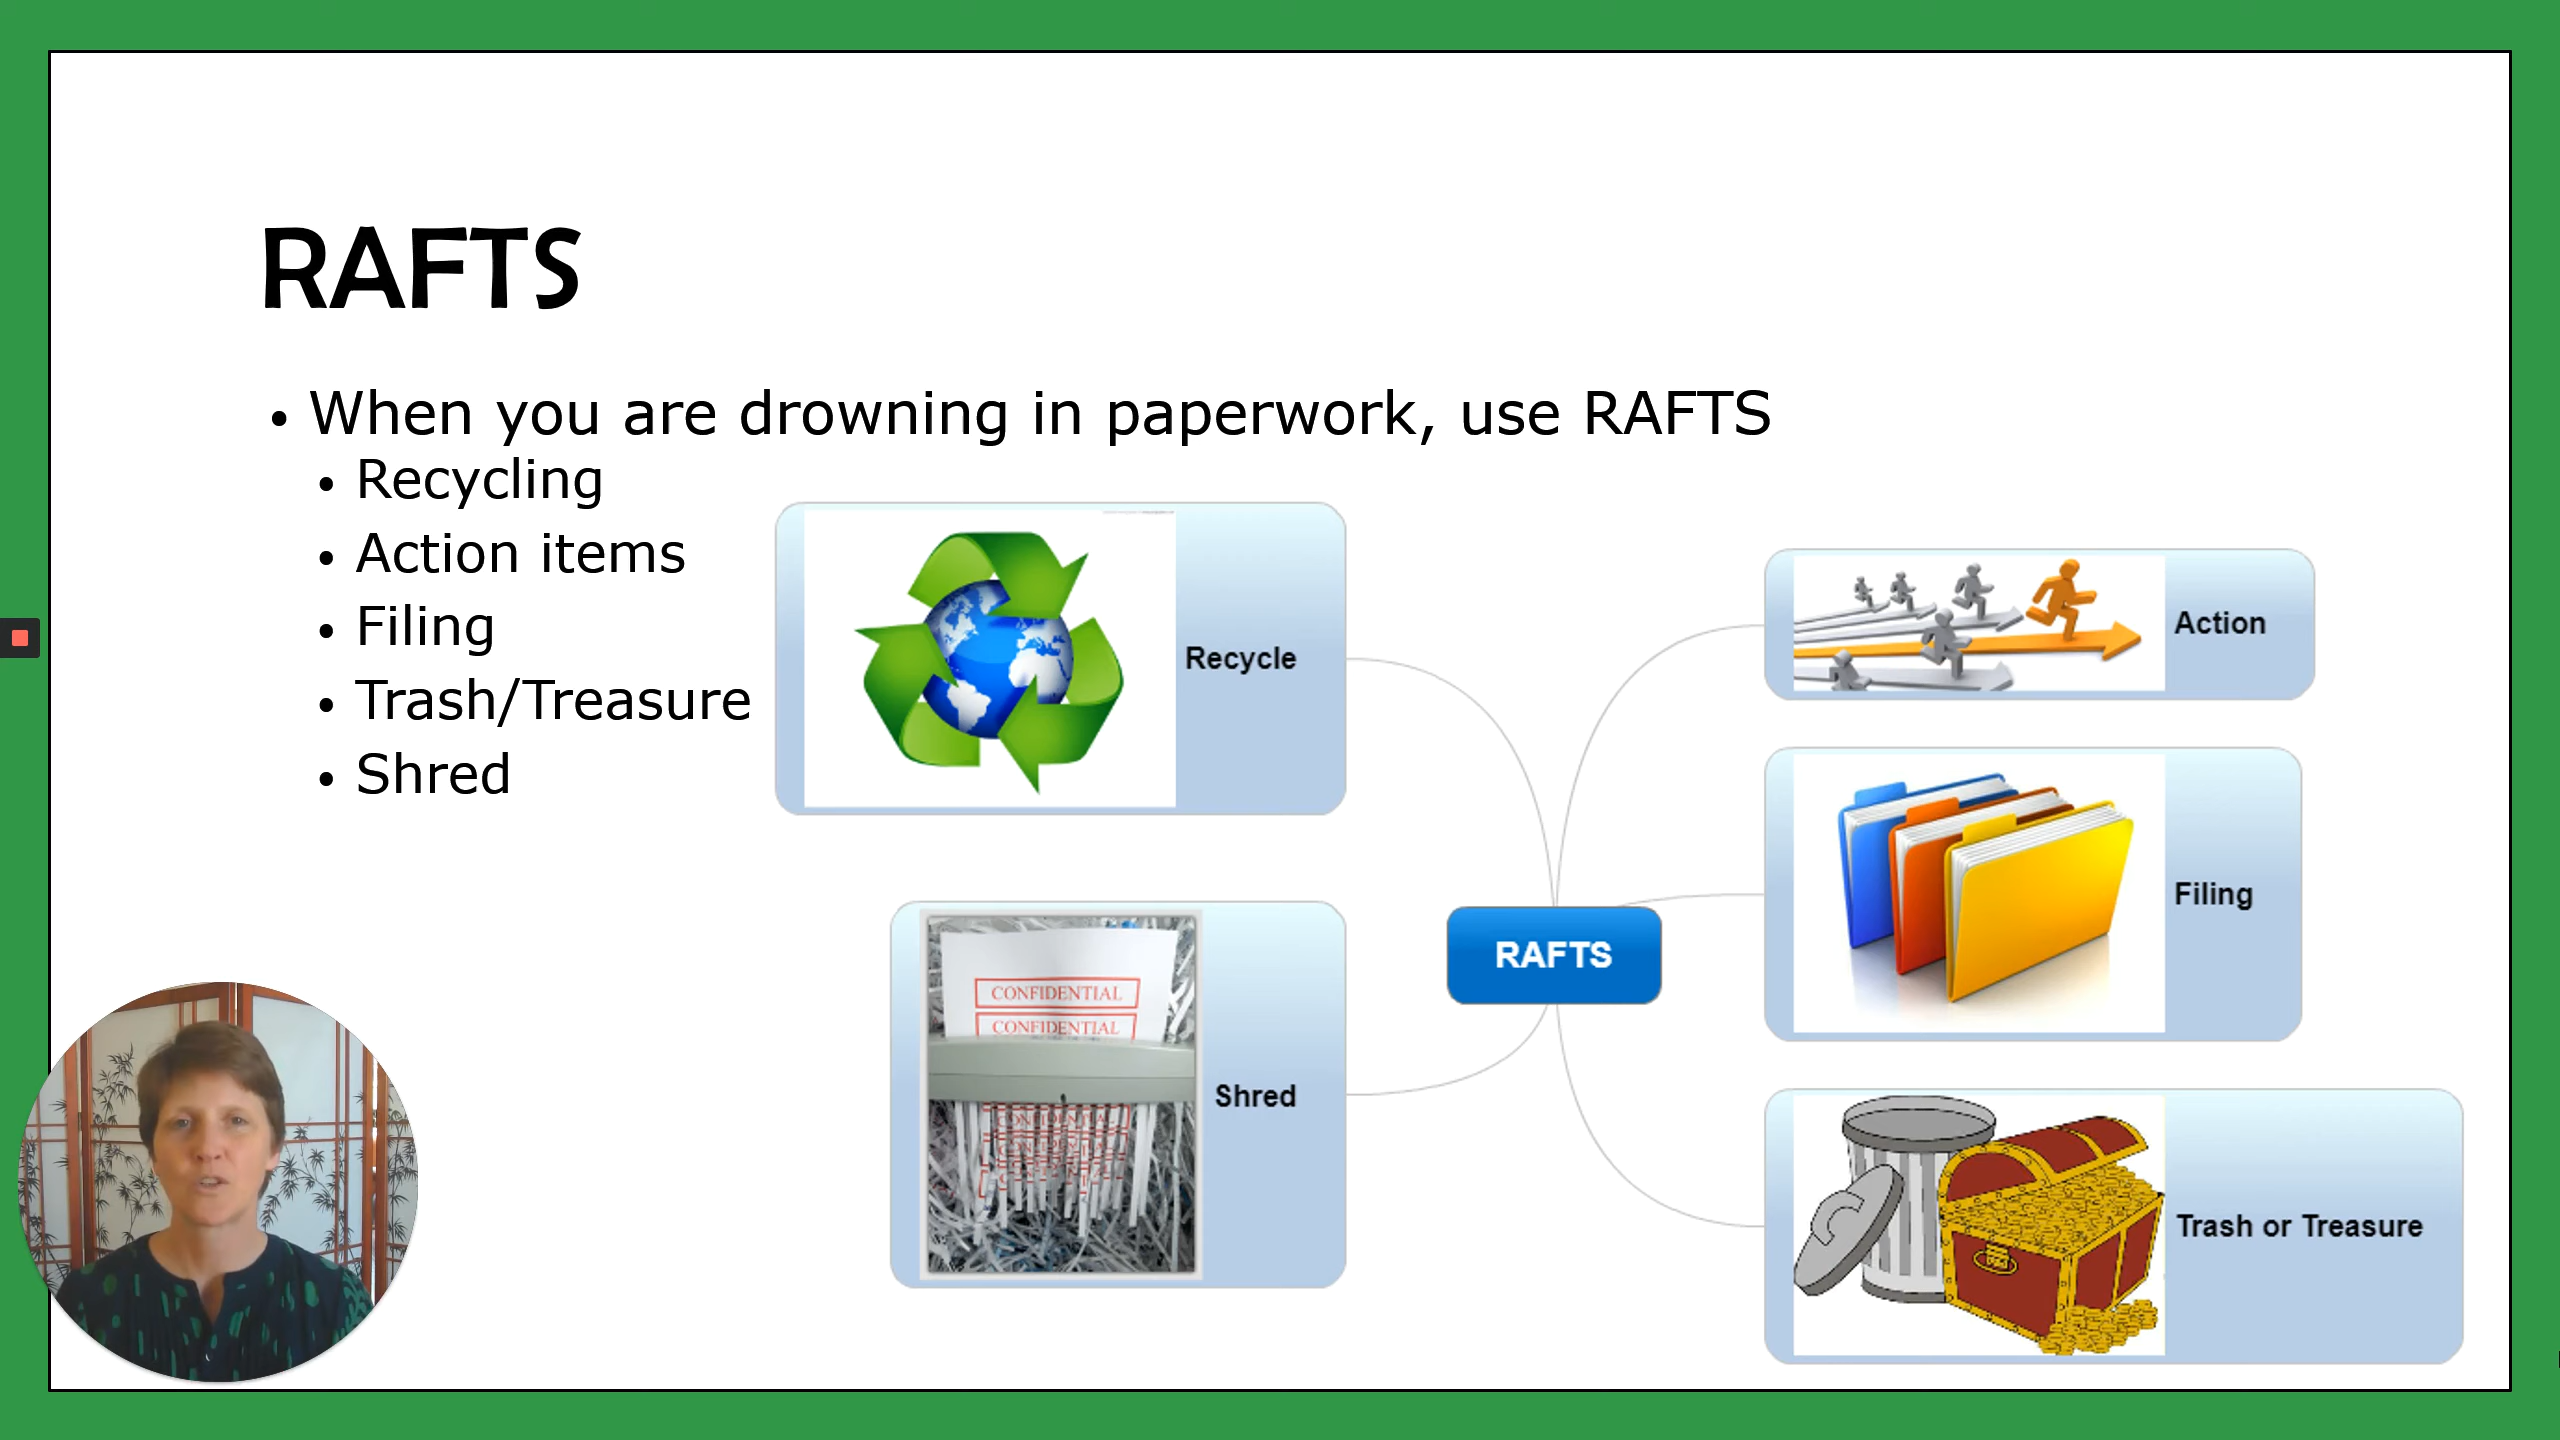 RAFTS
• When you are drowning in paperwork, use RAFTS
• Recycling
• Action items
• Filing
• Trash/Treasure
• Shred
Recycle
Action
Filing
RAFTS
CONFIDENTIAL
CONFIDENTIAL
Shred
CONFIDENTIAL
Trash or Treasure